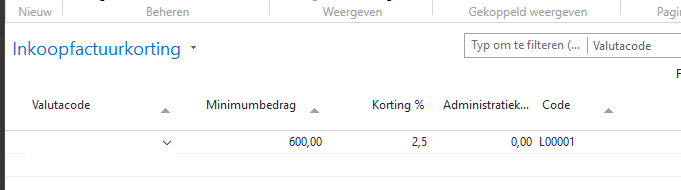 Nieuw Beheren Weergeven Gekoppeld weergeven
Inkoopfactuurkorting
Typ om te filteren (... Valutacode
Valutacode Minimumbedrag Korting % Administratiek... Code
600,00 2,5 0,00 L00001